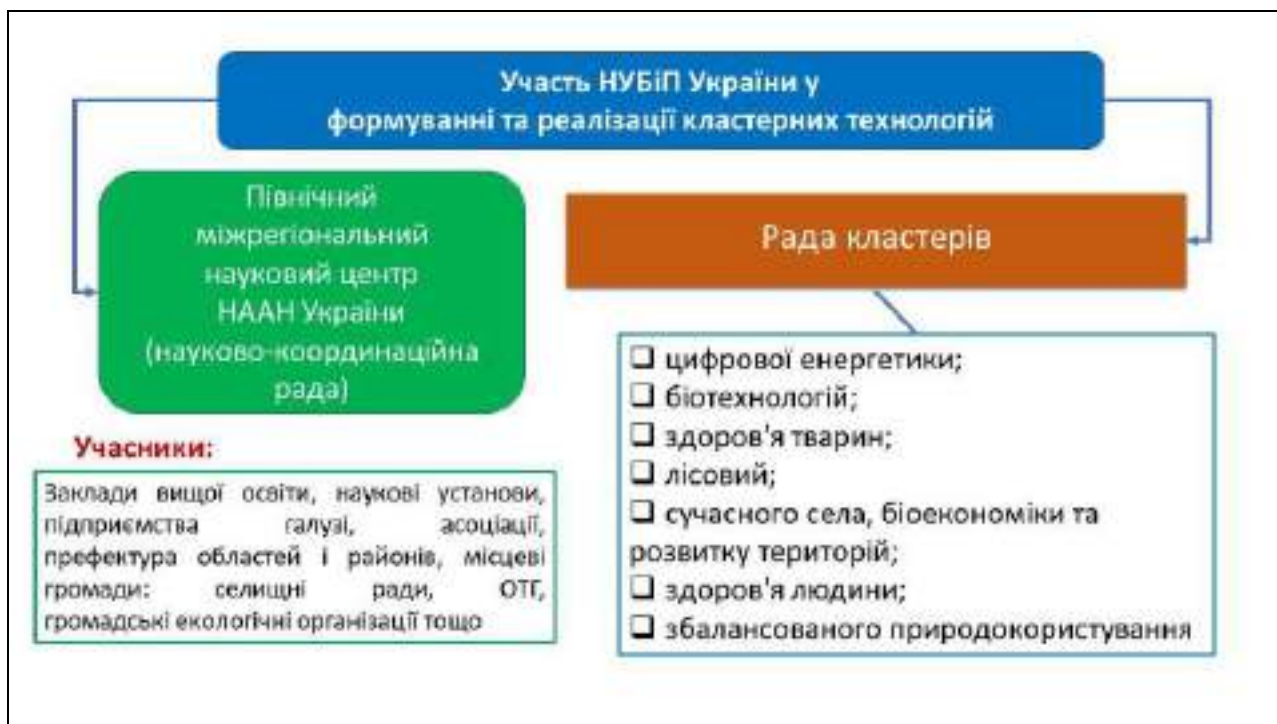 Участь НУБіП України у
формуванні та реалізації кластерних технологій
Північний
міжрегіональний
науковий центр
НААН України
(науково-координаційна
рада)
Рада кластерів
Учасники:
Заклади вищої освіти, наукові установи,
підприємства галузі, асоціації,
префектура областей і районів, місцеві
громади: селищні ради, ОТГ,
громадські екологічні організації тощо
❑ цифрової енергетики;
❑ біотехнологій;
❑ здоров'я тварин;
❑ лісовий;
❑ сучасного села, біоекономіки та
розвитку територій;
❑ здоров'я людини;
❑ збалансованого природокористування